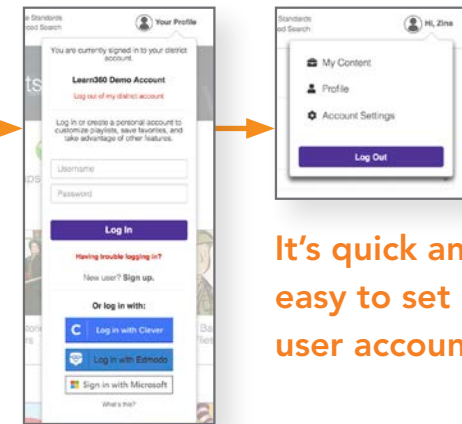 Standards
Search
Your Profile
You are currently signed in to your district
account.
Learn360 Demo Account
Log out of my district account
Log in or create a personal account to
customize playlists, save favorites, and
take advantage of other features.
Username
Password
Log In
Having trouble logging in?
New user? Sign up.
Or log in with:
C Log in with Clever
Log in with Edmodo
Sign in with Microsoft
What's this?
Standards
Search
Hi, Zina
My Content
Profile
Account Settings
Log Out
It's quick an
easy to set
user accoun